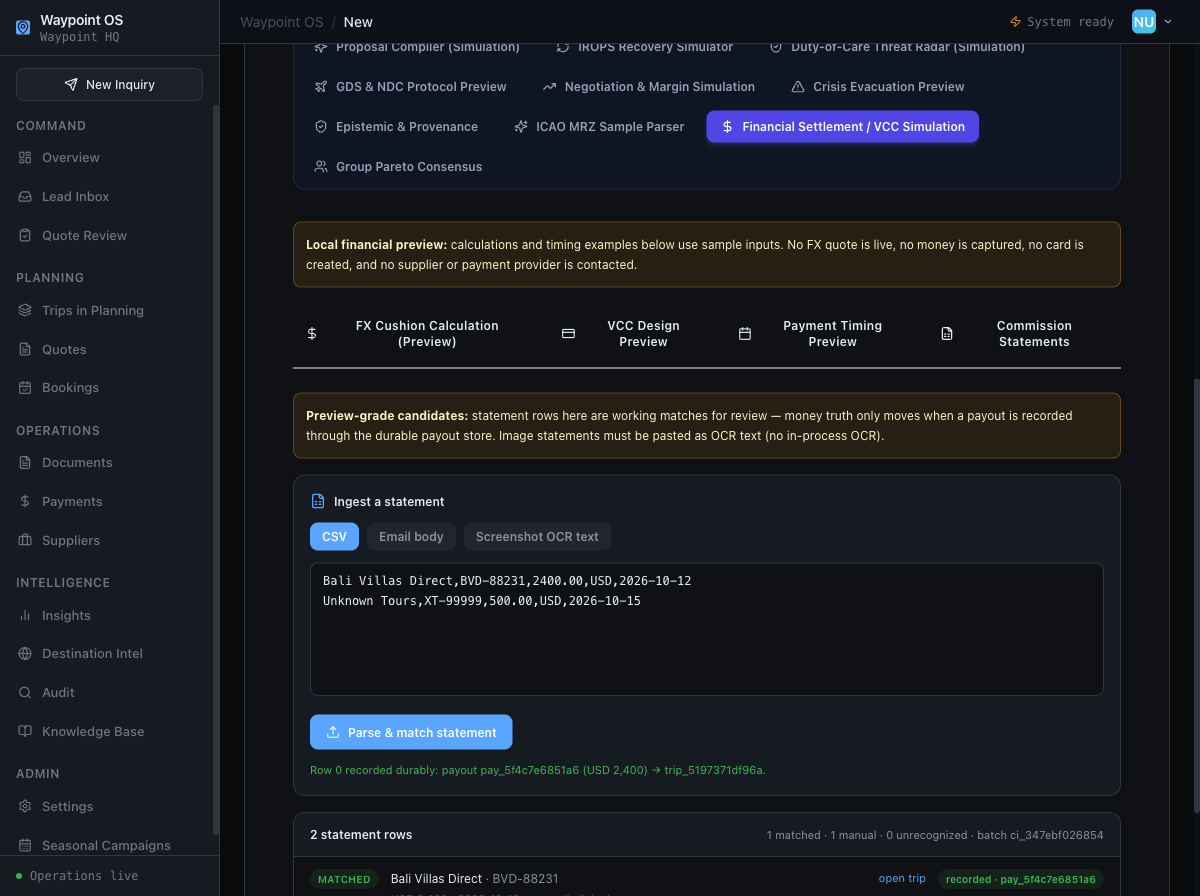 Waypoint OS
Waypoint HQ
New Inquiry
COMMAND
Overview
Lead Inbox
Quote Review
PLANNING
Trips in Planning
Quotes
Bookings
OPERATIONS
Documents
Payments
Suppliers
INTELLIGENCE
Insights
Destination Intel
Audit
Knowledge Base
ADMIN
Settings
Seasonal Campaigns
Operations live
Waypoint OS / New
System ready
NU
Proposal Compiler (Simulation)
IROPS Recovery Simulator
Duty-of-Care Threat Radar (Simulation)
GDS & NDC Protocol Preview
Negotiation & Margin Simulation
Crisis Evacuation Preview
Epistemic & Provenance
ICAO MRZ Sample Parser
Financial Settlement / VCC Simulation
Group Pareto Consensus
Local financial preview: calculations and timing examples below use sample inputs. No FX quote is live, no money is captured, no card is
created, and no supplier or payment provider is contacted.
FX Cushion Calculation
(Preview)
VCC Design
Preview
Payment Timing
Preview
Commission
Statements
Preview-grade candidates: statement rows here are working matches for review — money truth only moves when a payout is recorded
through the durable payout store. Image statements must be pasted as OCR text (no in-process OCR).
Ingest a statement
CSV
Email body
Screenshot OCR text
Bali Villas Direct,BVD-88231,2400.00,USD,2026-10-12
Unknown Tours,XT-99999,500.00,USD,2026-10-15
Parse & match statement
Row 0 recorded durably: payout pay_5f4c7e6851a6 (USD 2,400) → trip_5197371df96a.
2 statement rows
1 matched · 1 manual · 0 unrecognized · batch ci_347ebf026854
MATCHED
Bali Villas Direct · BVD-88231
open trip
recorded · pay_5f4c7e6851a6